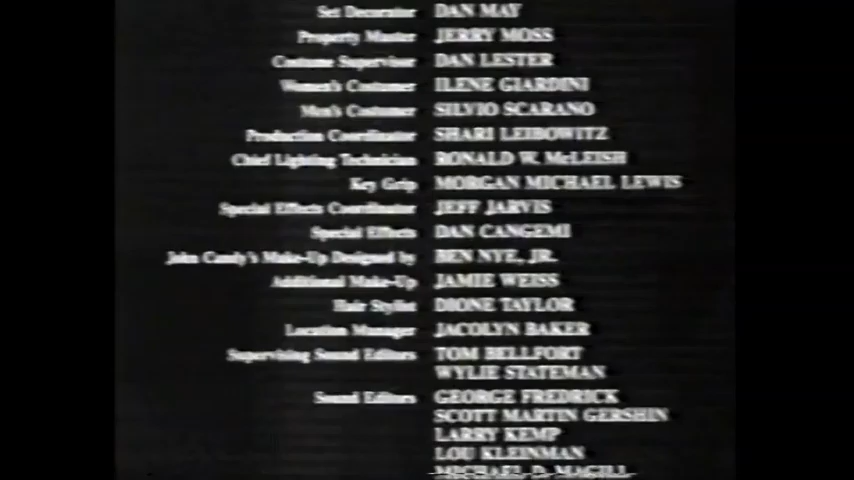 Set Decorator DAN MAY
Property Master JERRY MOSS
Costume Supervisor DAN LESTER
Women's Costumer ILENE GIARDINI
Men's Costumer SILVIO SCARANO
Production Coordinator SHARI LEIBOWITZ
Chief Lighting Technician RONALD W. McLEISH
Key Grip MORGAN MICHAEL LEWIS
Special Effects Coordinator JEFF JARVIS
Special Effects DAN CANGEMI
John Candy's Make-Up Designed by BEN NYE, JR.
Additional Make-Up JAMIE WEISS
Hair Stylist DIONE TAYLOR
Location Manager JACOLYN BAKER
Supervising Sound Editors TOM BELLFORT
WYLIE STATEMAN
Sound Editors GEORGE FREDRICK
SCOTT MARTIN GERSHIN
LARRY KEMP
LOU KLEINMAN
MICHAEL D. MAGILL